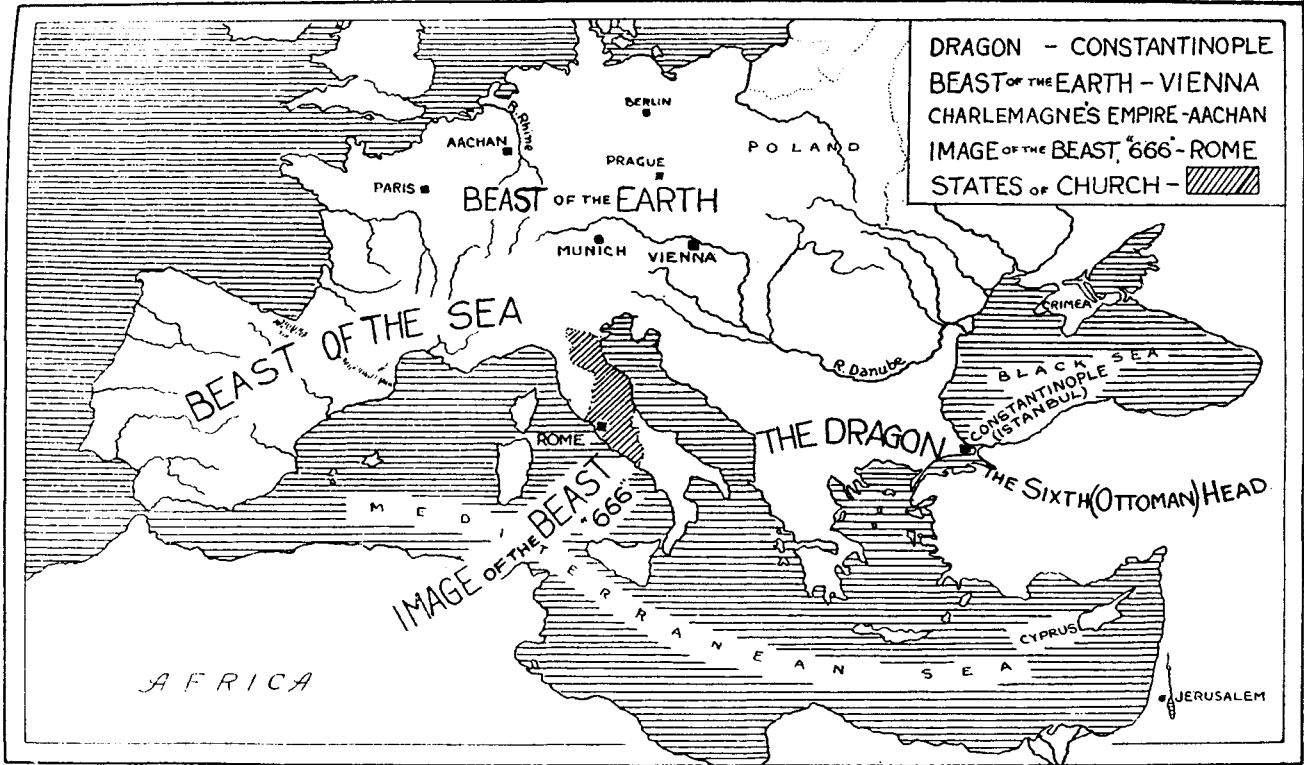 DRAGON - CONSTANTINOPLE
BEAST OF THE EARTH - VIENNA
CHARLEMAGNE'S EMPIRE-AACHAN
IMAGE OF THE BEAST, "666"- ROME
STATES OF CHURCH -
BERLIN
R. Rhine
AACHAN
PRAGUE
POLAND
PARIS
BEAST OF THE EARTH
MUNICH
VIENNA
CRIMEA
BEAST OF THE SEA
R. Danube
BLACK SEA
CONSTANTINOPLE
(ISTANBUL)
ROME
THE DRAGON
THE SIXTH (OTTOMAN) HEAD
IMAGE OF THE BEAST
"666"
MEDITERRANEAN SEA
CYPRUS
AFRICA
JERUSALEM